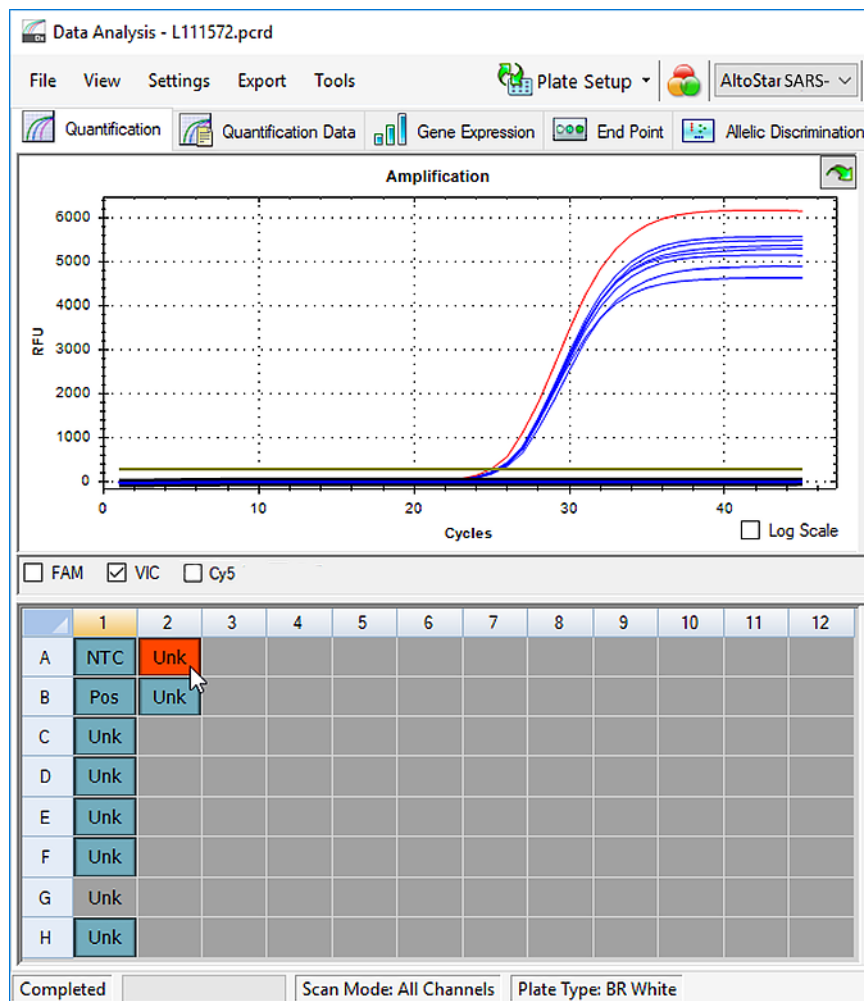 Data Analysis - L111572.pcrd
File View Settings Export Tools Plate Setup AltoStar SARS-
Quantification Quantification Data Gene Expression End Point Allelic Discrimination
Amplification
6000
5000
4000
3000
2000
1000
0
RFU
0 10 20 30 40
Cycles
Log Scale
FAM VIC Cy5
1 2 3 4 5 6 7 8 9 10 11 12
A NTC Unk
B Pos Unk
C Unk
D Unk
E Unk
F Unk
G Unk
H Unk
Completed Scan Mode: All Channels Plate Type: BR White